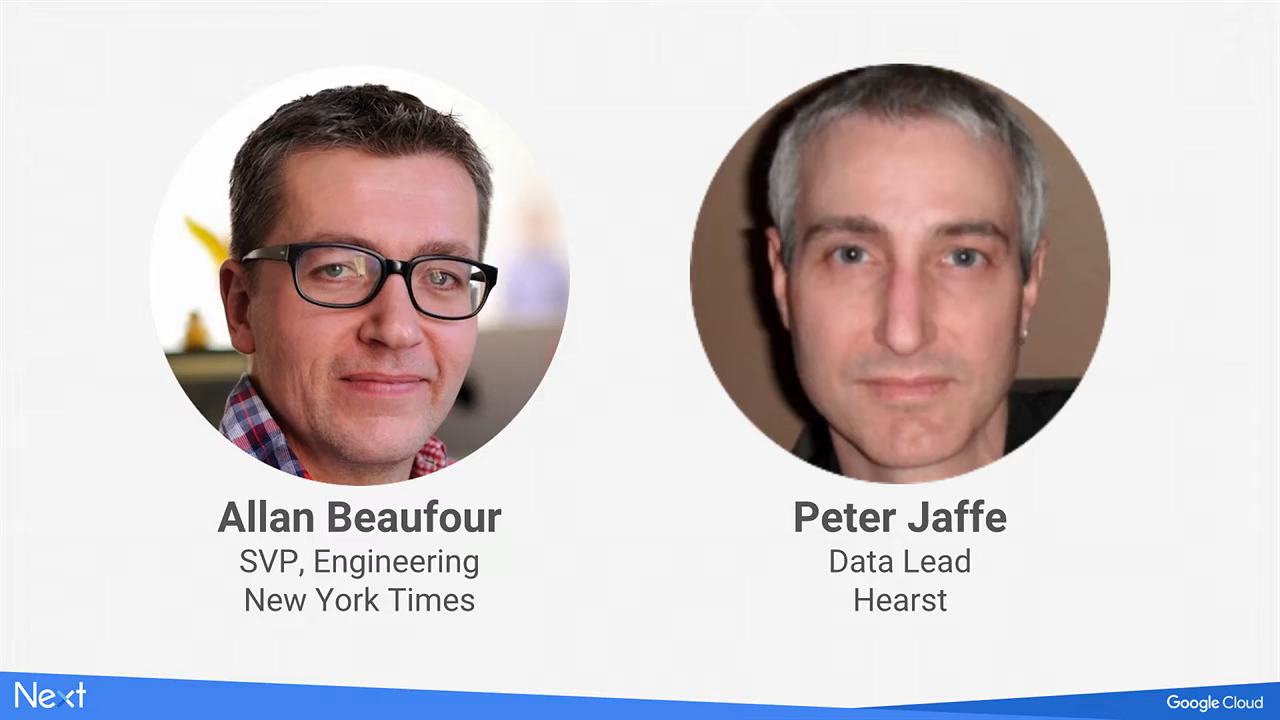 Allan Beaufour
SVP, Engineering
New York Times
Peter Jaffe
Data Lead
Hearst
Next
Google Cloud